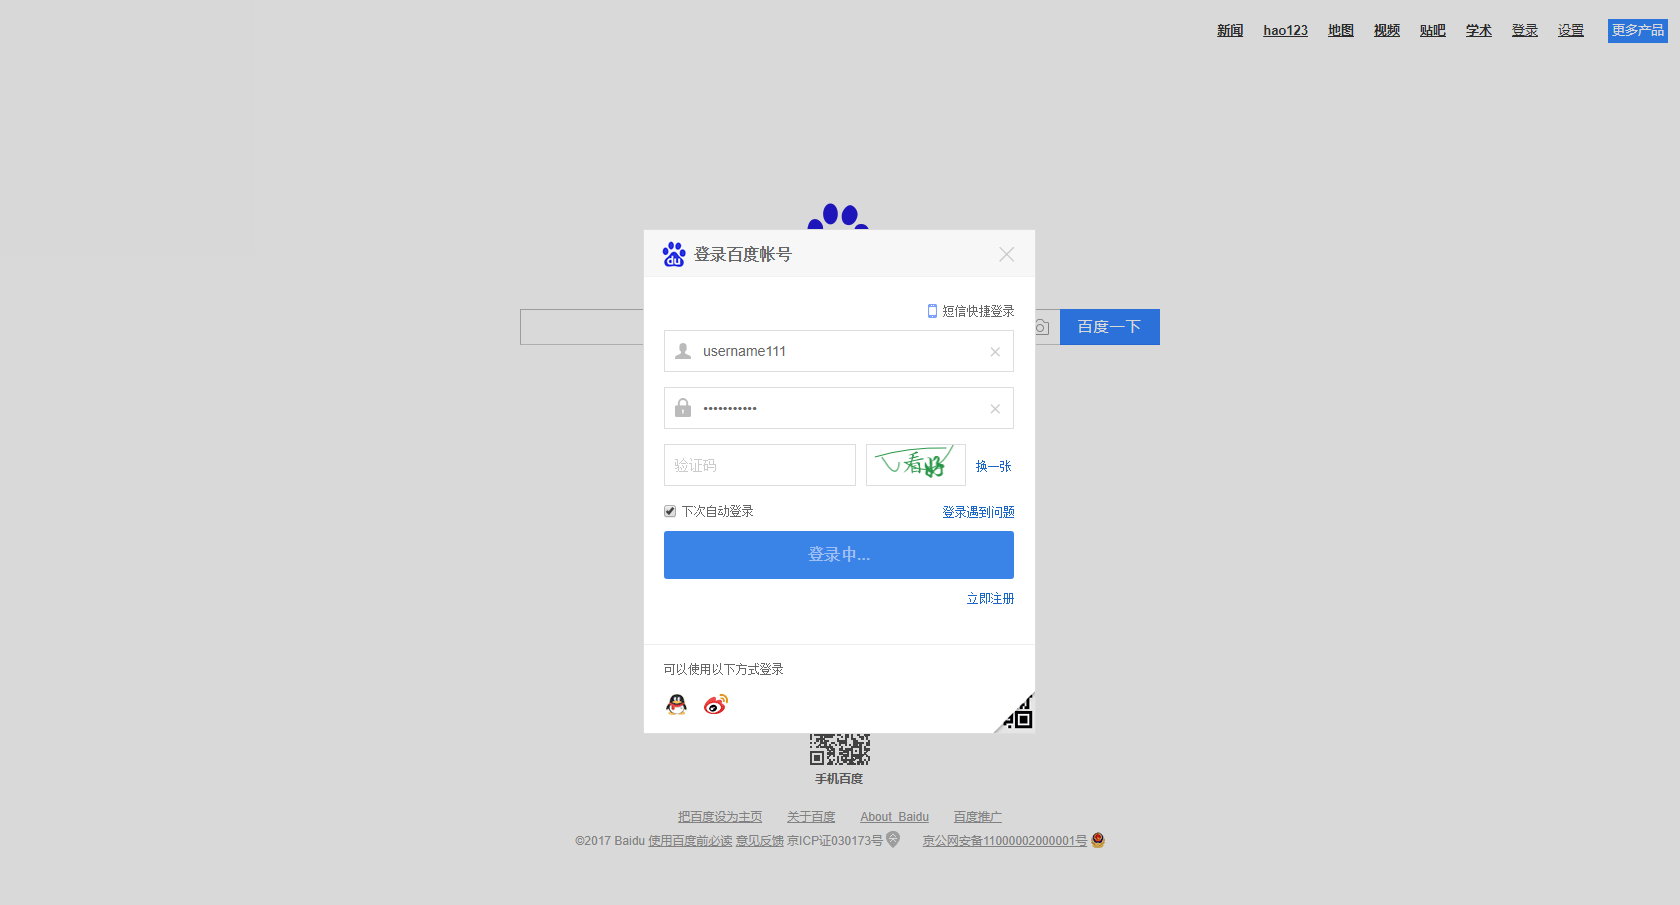 新闻 hao123 地图 视频 贴吧 学术 登录 设置 更多产品
du 登录百度帐号
短信快捷登录
百度一下
username111
•••••••••••
验证码 看好 换一张
下次自动登录 登录遇到问题
登录中...
立即注册
可以使用以下方式登录
手机百度
把百度设为主页 关于百度 About Baidu 百度推广
©2017 Baidu 使用百度前必读 意见反馈 京ICP证030173号 京公网安备11000002000001号